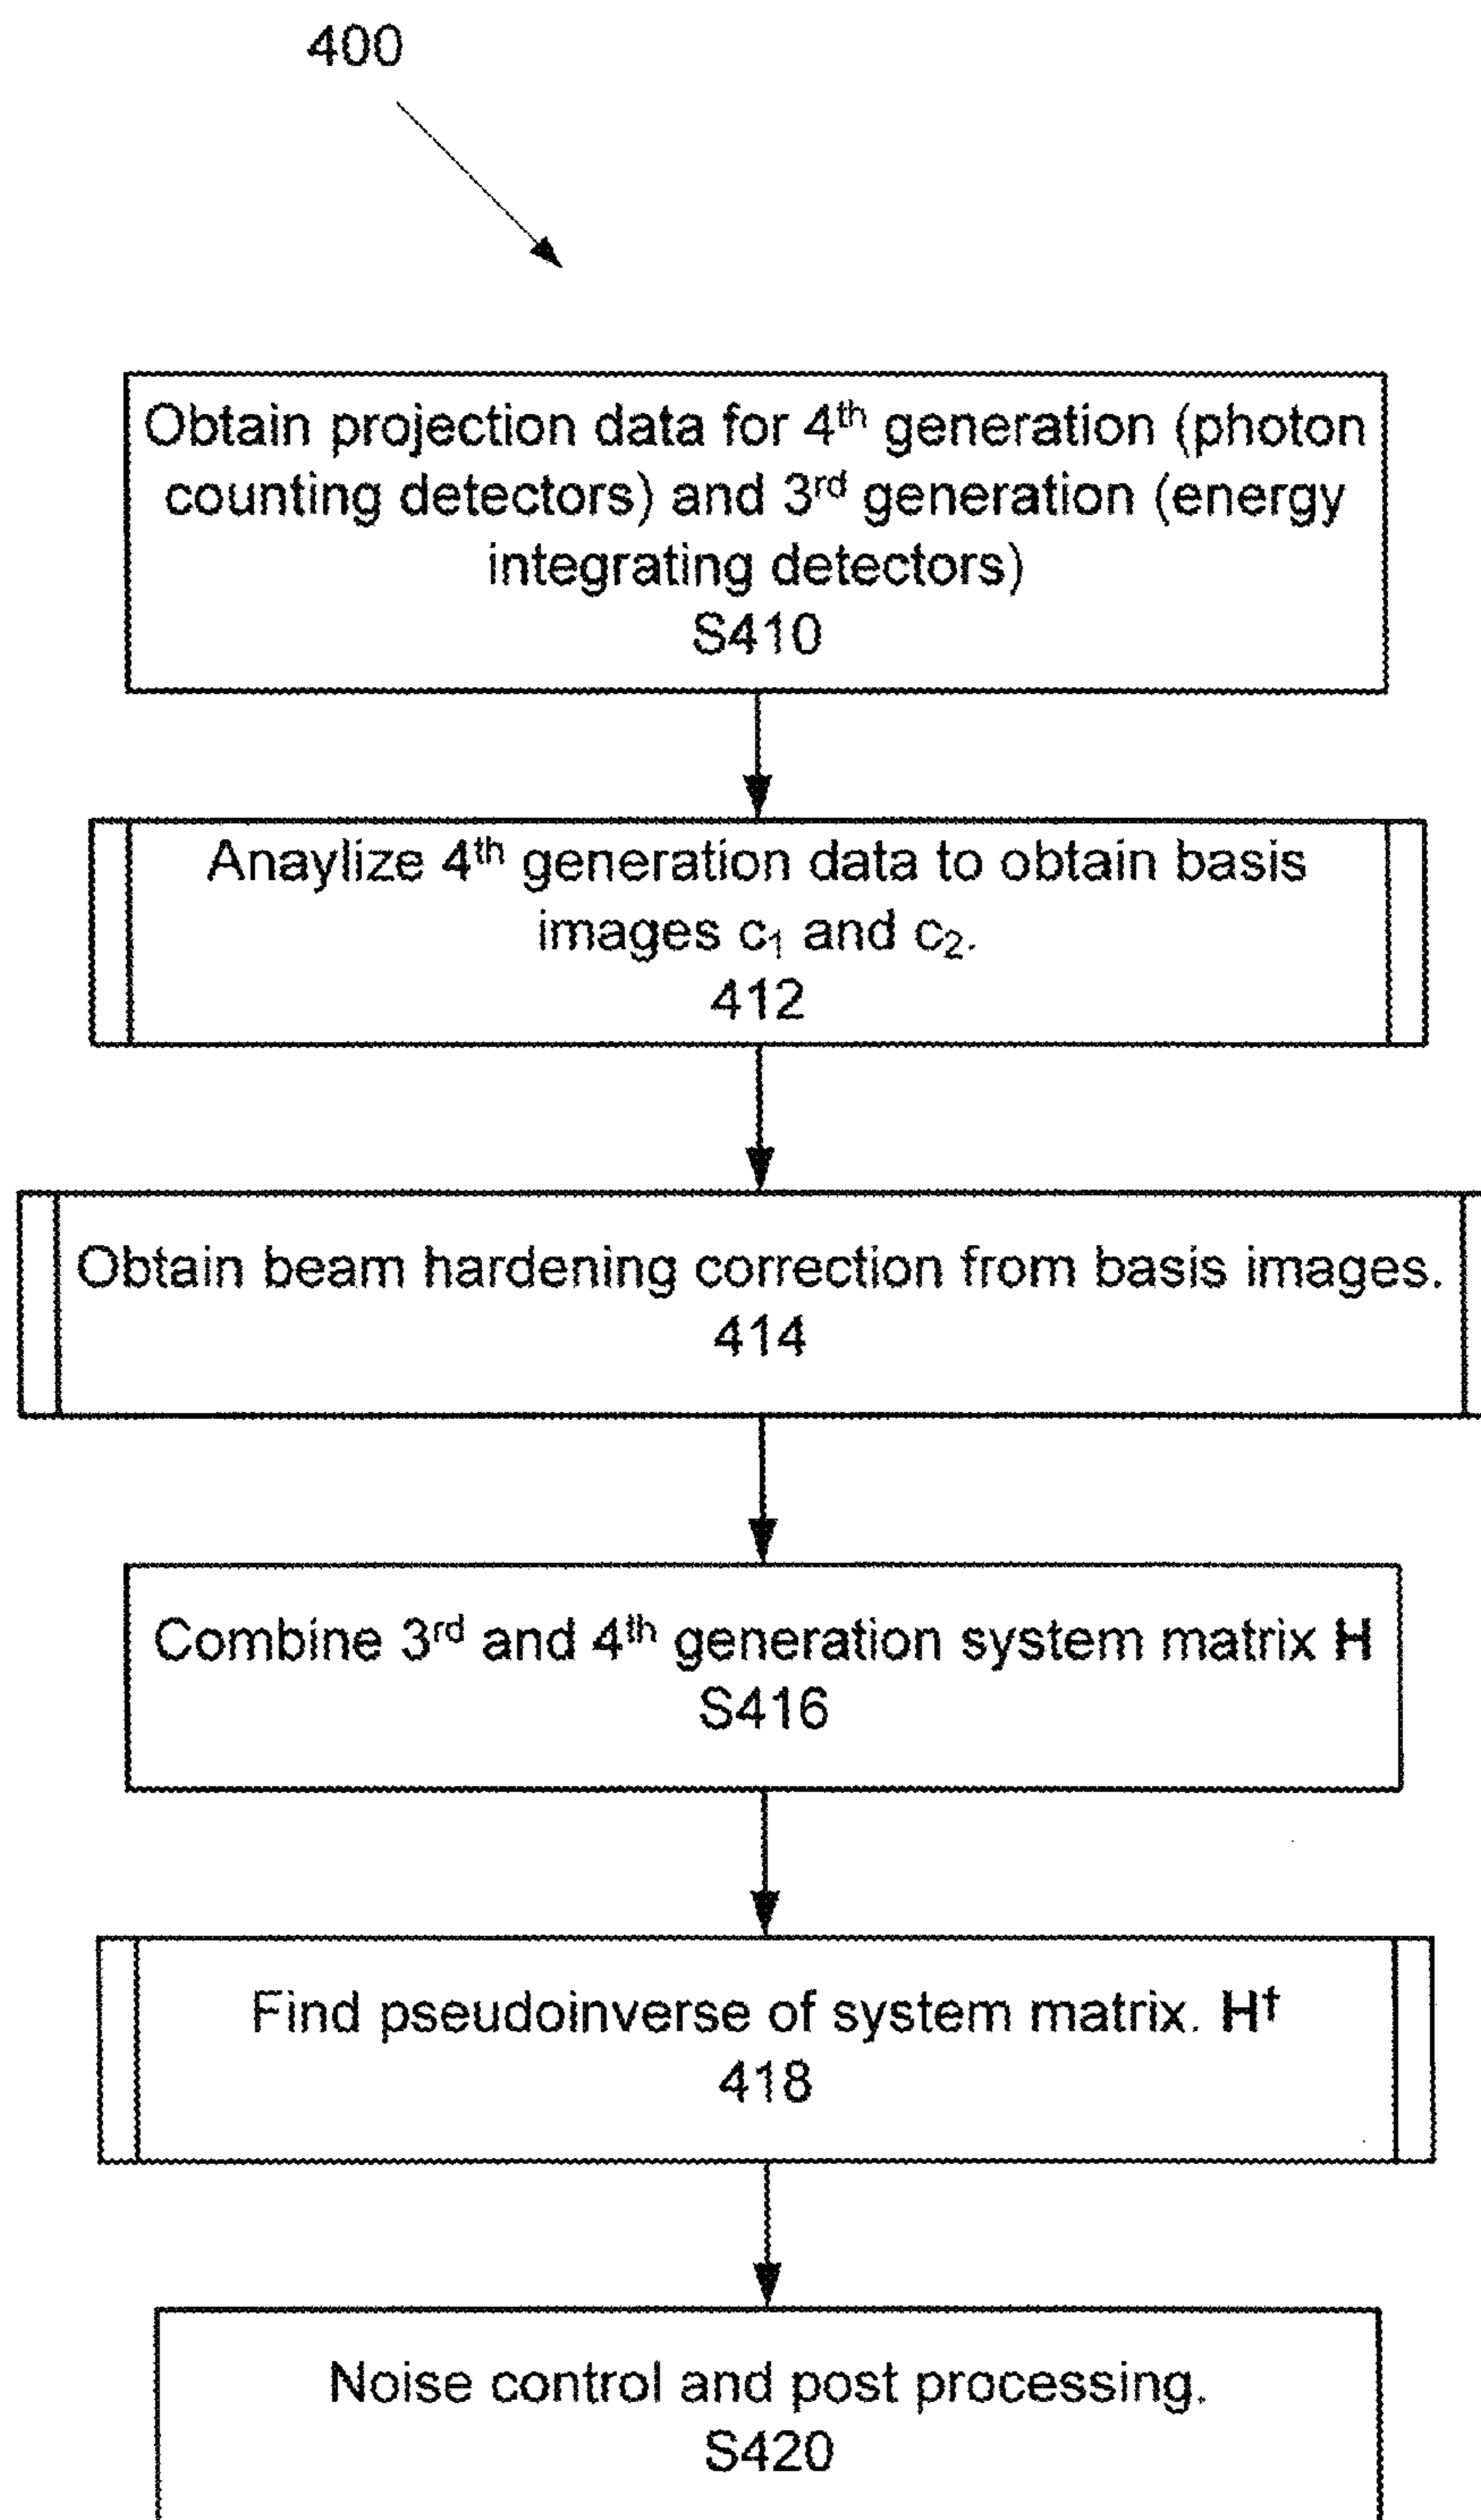 400
Obtain projection data for 4th generation (photon
counting detectors) and 3rd generation (energy
integrating detectors)
S410
Anaylize 4th generation data to obtain basis
images c₁ and c₂.
412
Obtain beam hardening correction from basis images.
414
Combine 3rd and 4th generation system matrix H
S416
Find pseudoinverse of system matrix. H†
418
Noise control and post processing.
S420